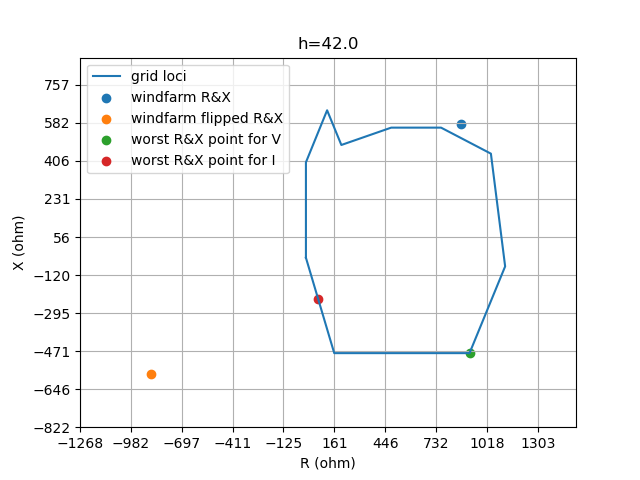 h=42.0
grid loci
windfarm R&X
windfarm flipped R&X
worst R&X point for V
worst R&X point for I
757
582
406
231
56
−120
−295
−471
−646
−822
X (ohm)
−1268 −982 −697 −411 −125 161 446 732 1018 1303
R (ohm)